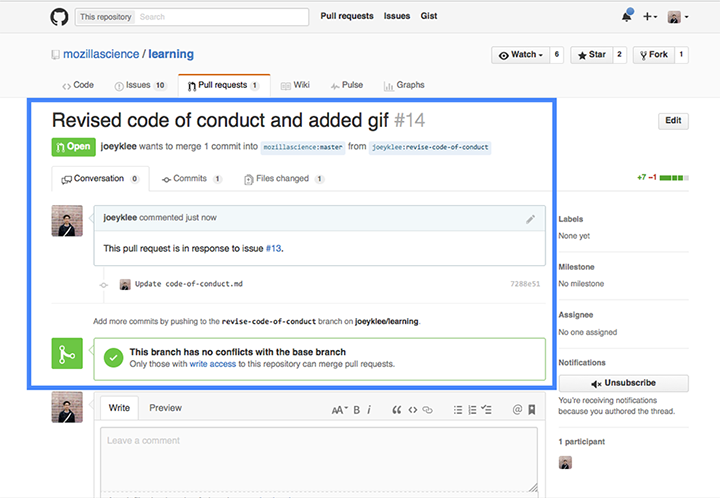 This repository Search Pull requests Issues Gist
mozillascience / learning
Watch 6 Star 2 Fork 1
Code Issues 10 Pull requests 1 Wiki Pulse Graphs
Revised code of conduct and added gif #14
Edit
Open joeyklee wants to merge 1 commit into mozillascience:master from joeyklee:revise-code-of-conduct
Conversation 0 Commits 1 Files changed 1
+7 −1
joeyklee commented just now
This pull request is in response to issue #13.
Update code-of-conduct.md 7288e51
Add more commits by pushing to the revise-code-of-conduct branch on joeyklee/learning.
This branch has no conflicts with the base branch
Only those with write access to this repository can merge pull requests.
Labels
None yet
Milestone
No milestone
Assignee
No one assigned
Notifications
Unsubscribe
You're receiving notifications
because you authored the thread.
1 participant
Write Preview
AA B i
Leave a comment